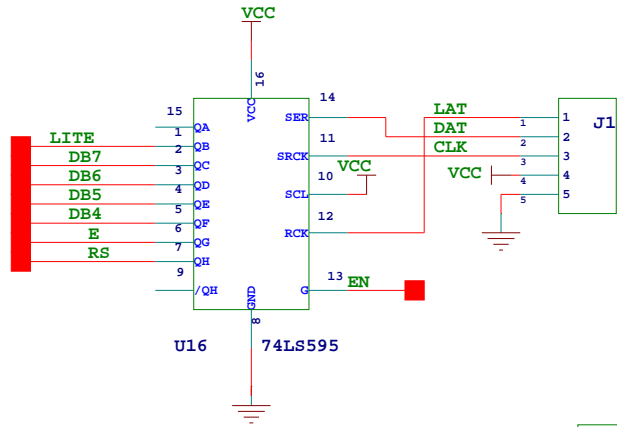 VCC
16
VCC
15
QA
14
SER
LAT
1
J1
LITE
1
QB
DAT
1
2
DB7
2
QC
11
SRCK
CLK
2
3
DB6
3
QD
10
VCC
VCC
3
4
DB5
4
QE
SCL
4
5
DB4
5
QF
12
RCK
5
E
6
QG
RS
7
QH
9
/QH
GND
13
G
EN
8
U16
74LS595